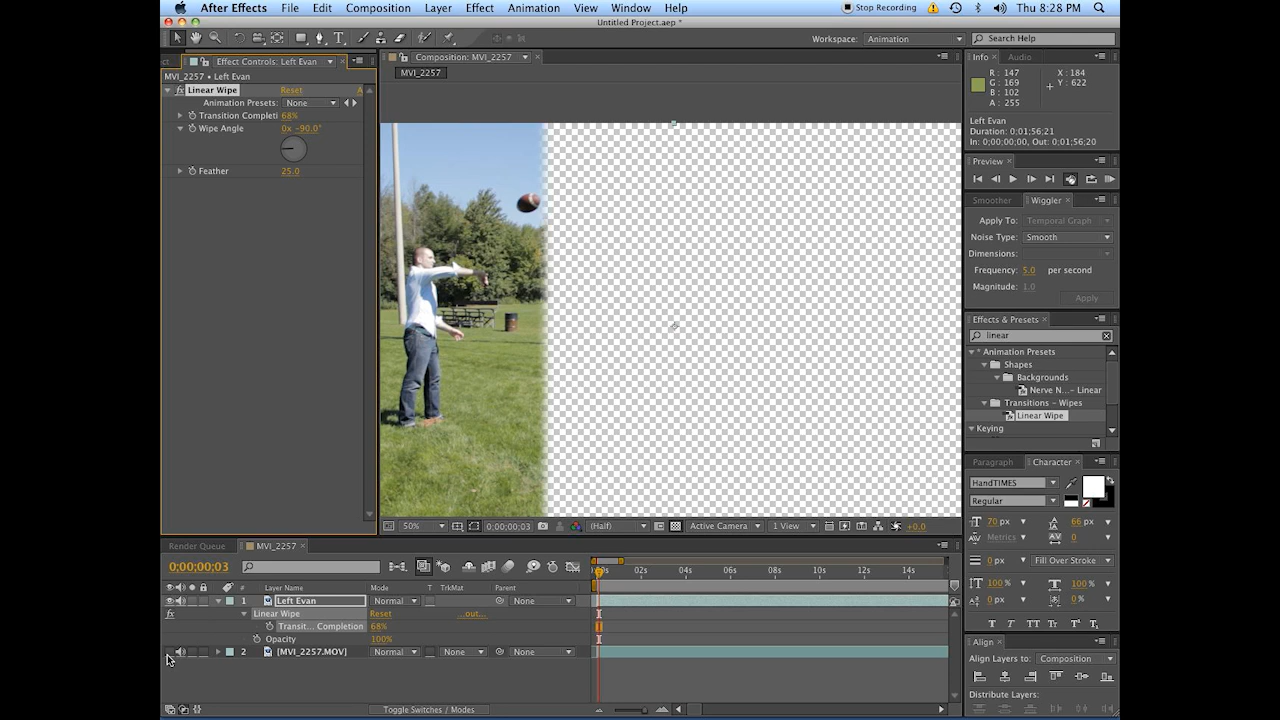 After Effects File Edit Composition Layer Effect Animation View Window Help Stop Recording Thu 8:28 PM
Untitled Project.aep *
Workspace: Animation Search Help
Effect Controls: Left Evan
Composition: MVI_2257
Info Audio
MVI_2257 • Left Evan
MVI_2257
R: 147
G: 169
B: 102
A: 255
X: 184
Y: 622
Linear Wipe Reset A
Animation Presets: None
Transition Completi 68%
Wipe Angle 0x -90.0°
Feather 25.0
Left Evan
Duration: 0;01;56;21
In: 0;00;00;00, Out: 0;01;56;20
Preview
Smoother Wiggler
Apply To: Temporal Graph
Noise Type: Smooth
Dimensions:
Frequency: 5.0 per second
Magnitude: 1.0
Apply
Effects & Presets
linear
* Animation Presets
Shapes
Backgrounds
Nerve N...- Linear
Transitions - Wipes
Linear Wipe
Keying
Paragraph Character
HandTIMES
Regular
70 px 66 px
Metrics 0
0 px Fill Over Stroke
100% 100%
0 px 0 %
T T TT Tr T¹ T₁
Align
Align Layers to: Composition
Distribute Layers:
50% 0;00;00;03 (Half) Active Camera 1 View +0.0
Render Queue MVI_2257
0;00;00;03
02s 04s 06s 08s 10s 12s 14s
# Layer Name Mode T TrkMat Parent
1 Left Evan Normal None
Linear Wipe Reset ...out...
Transit... Completion 68%
Opacity 100%
2 [MVI_2257.MOV] Normal None None
Toggle Switches / Modes